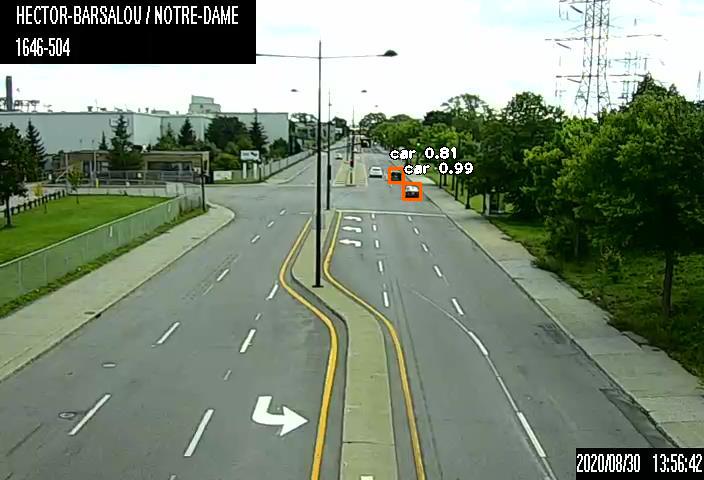 HECTOR-BARSALOU / NOTRE-DAME
1646-504
car 0.81
car 0.99
2020/08/30 13:56:42